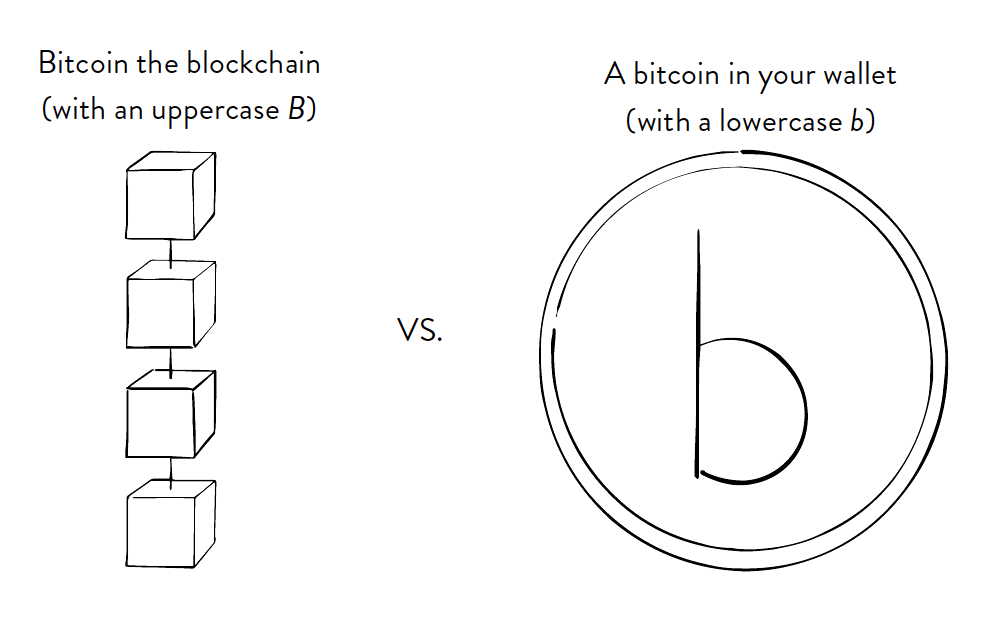 Bitcoin the blockchain
(with an uppercase B)
A bitcoin in your wallet
(with a lowercase b)
VS.
b